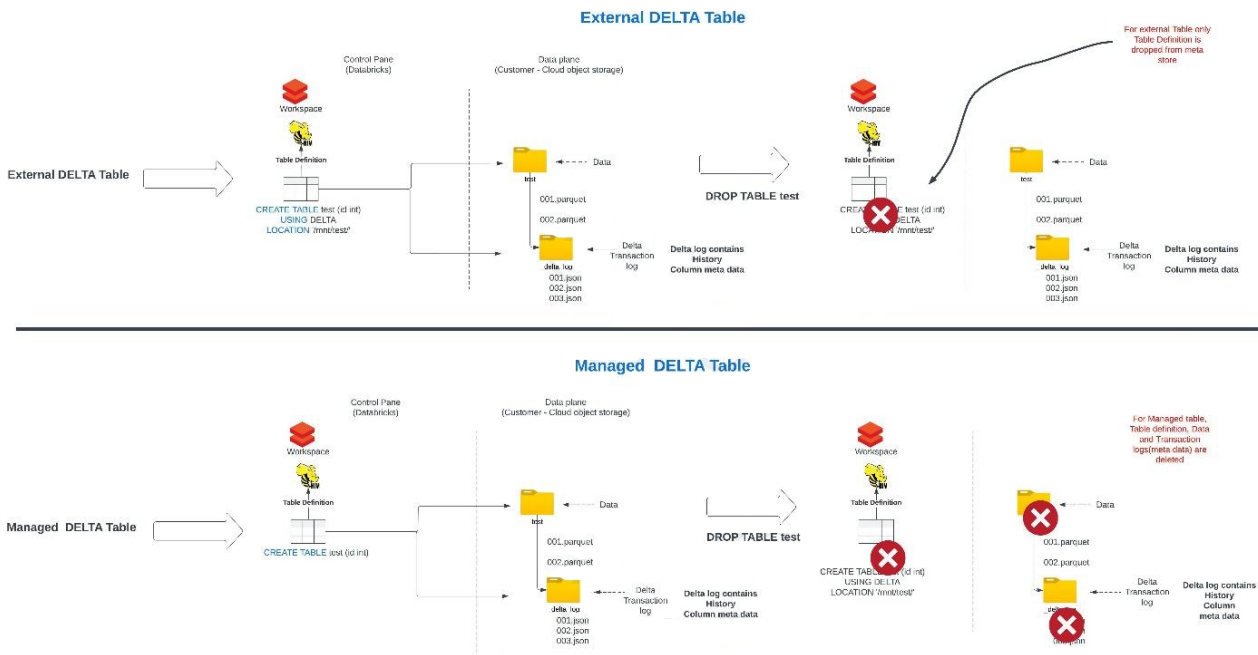 External DELTA Table
For external Table only
Table Definition is
dropped from meta
store
Control Pane
(Databricks)
Data plane
(Customer - Cloud object storage)
Workspace
Table Definition
External DELTA Table
CREATE TABLE test (id int)
USING DELTA
LOCATION '/mnt/test/'
test
Data
001.parquet
002.parquet
delta_log
001.json
002.json
003.json
Delta
Transaction
log
Delta log contains
History
Column meta data
DROP TABLE test
Workspace
Table Definition
test (id int)
DELTA
'/mnt/test/'
test
Data
001.parquet
002.parquet
delta_log
001.json
002.json
003.json
Delta
Transaction
log
Delta log contains
History
Column meta data
Managed DELTA Table
Control Pane
(Databricks)
Data plane
(Customer - Cloud object storage)
For Managed table,
Table definition, Data
and Transaction
logs(meta data) are
deleted
Workspace
Table Definition
Managed DELTA Table
CREATE TABLE test (id int)
test
Data
001.parquet
002.parquet
delta_log
001.json
002.json
003.json
Delta
Transaction
log
Delta log contains
History
Column meta data
DROP TABLE test
Workspace
Table Definition
CREATE (id int)
USING DELTA
LOCATION '/mnt/test/'
Data
001.parquet
002.parquet
Delta
Transaction
log
Delta log contains
History
Column
meta data